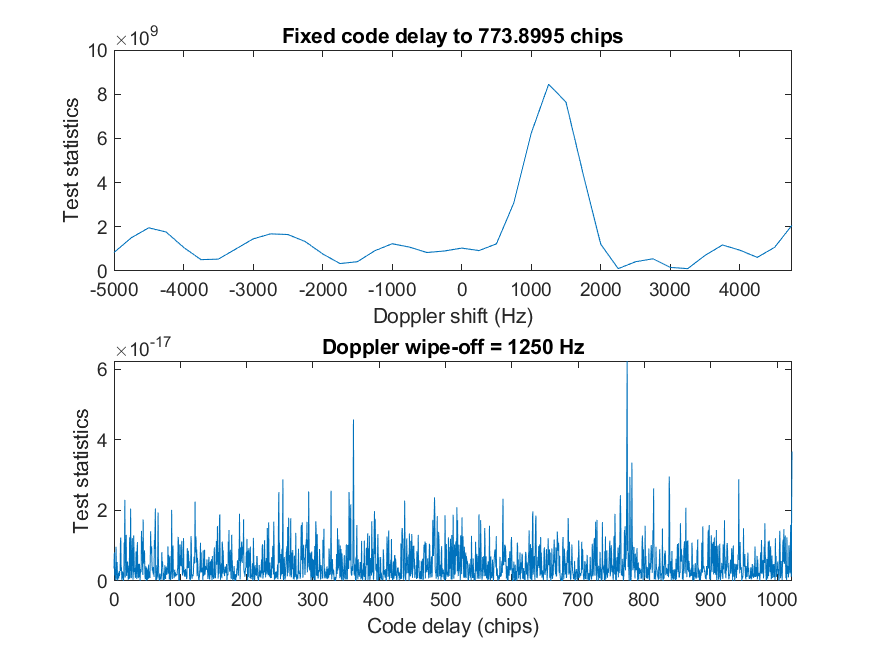 ×10^9
Fixed code delay to 773.8995 chips
10
8
6
4
2
0
Test statistics
-5000 -4000 -3000 -2000 -1000 0 1000 2000 3000 4000
Doppler shift (Hz)
×10^-17
Doppler wipe-off = 1250 Hz
6
4
2
0
Test statistics
0 100 200 300 400 500 600 700 800 900 1000
Code delay (chips)